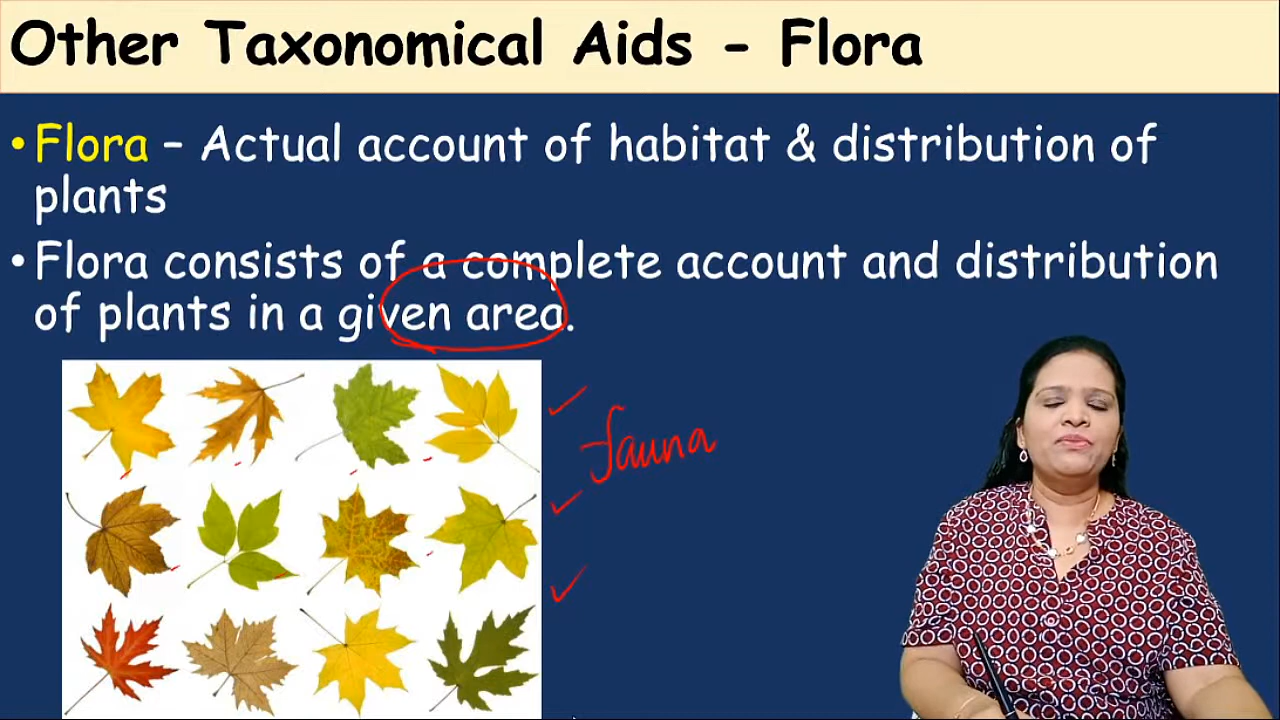 Other Taxonomical Aids - Flora
• Flora – Actual account of habitat & distribution of
plants
• Flora consists of a complete account and distribution
of plants in a given area.
fauna